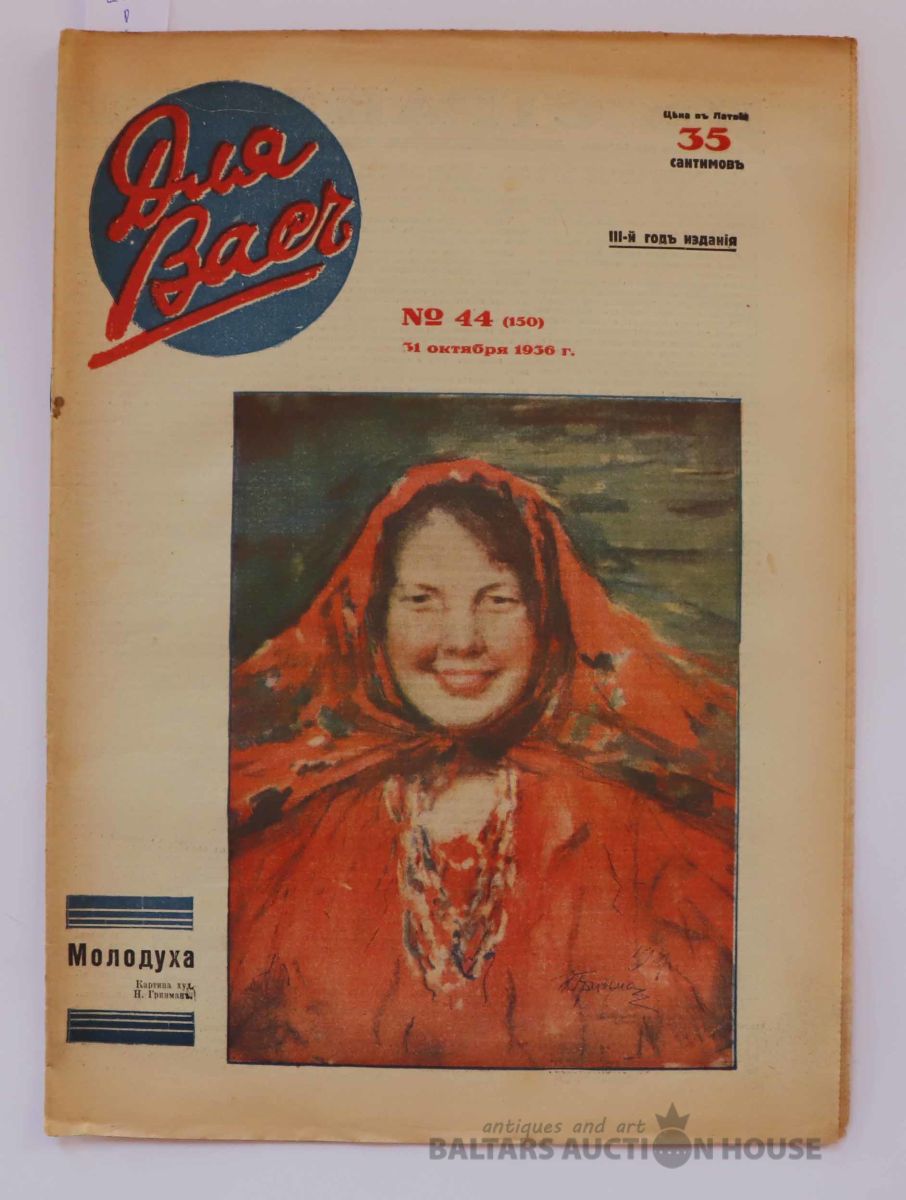 Для
Васъ
Цѣна въ Латвіи
35
сантимовъ
III-й годъ изданія
№ 44 (150)
31 октября 1936 г.
Молодуха
Картина худ.
Н. Гринманъ.
antiques and art
BALTARS AUCTION HOUSE